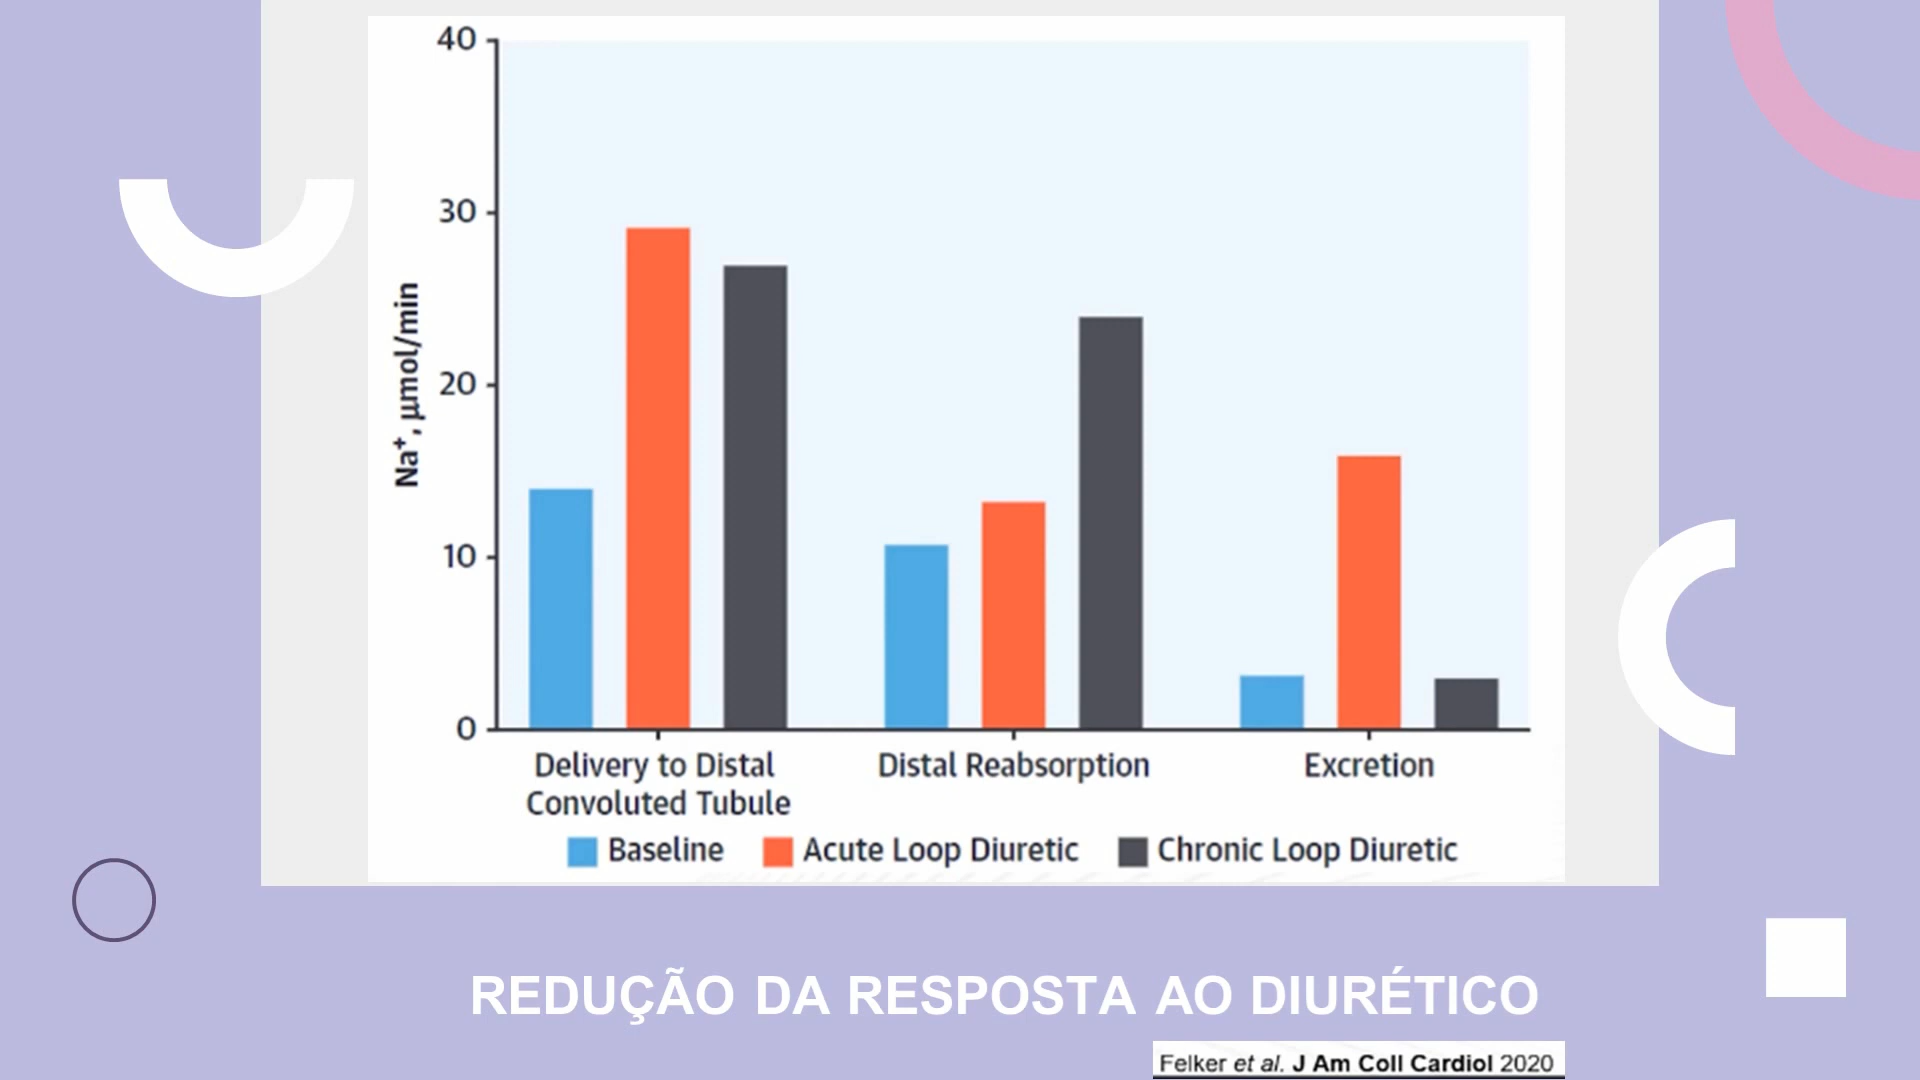 40
30
20
10
0
Na⁺, µmol/min
Delivery to Distal
Convoluted Tubule
Distal Reabsorption
Excretion
Baseline
Acute Loop Diuretic
Chronic Loop Diuretic
REDUÇÃO DA RESPOSTA AO DIURÉTICO
Felker et al. J Am Coll Cardiol 2020